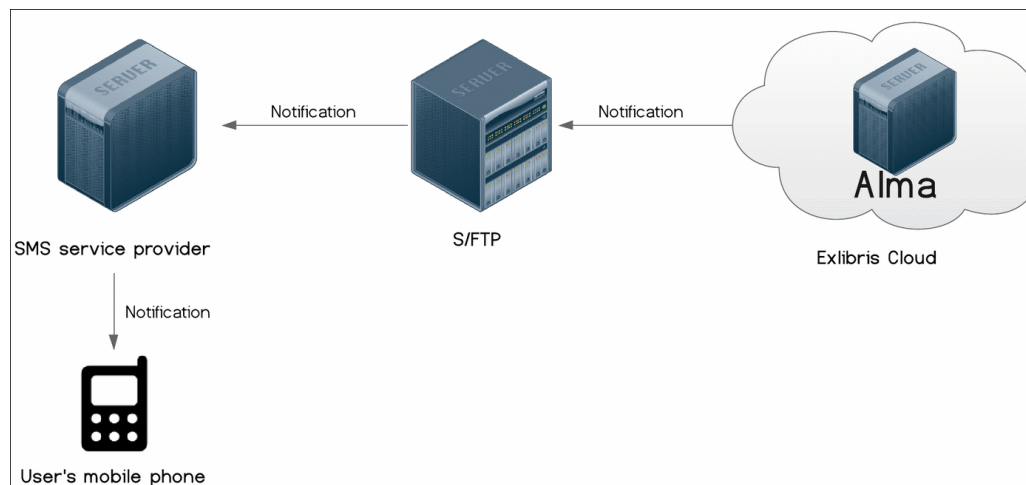 SERVER
SERVER
SERVER
Notification
Notification
Alma
SMS service provider
S/FTP
Exlibris Cloud
Notification
User's mobile phone